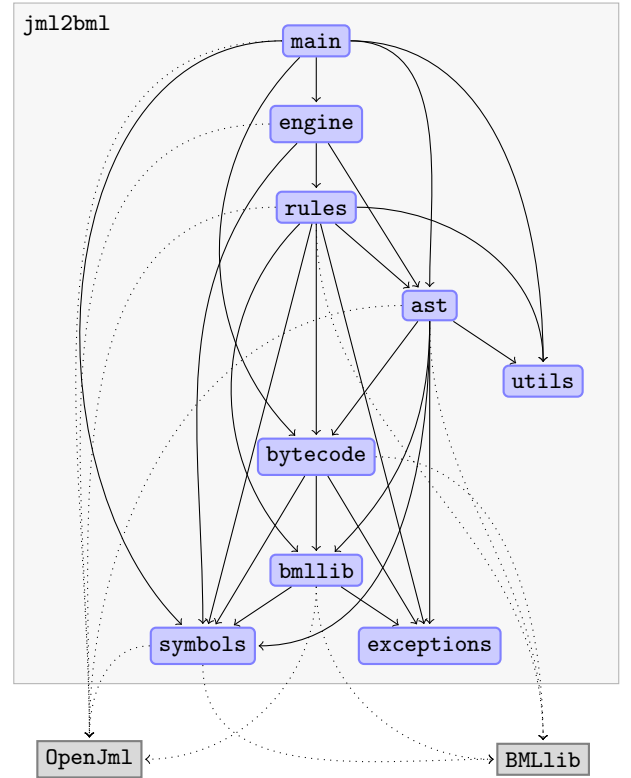 jml2bml
main
engine
rules
ast
utils
bytecode
bmllib
symbols
exceptions
OpenJml
BMLlib